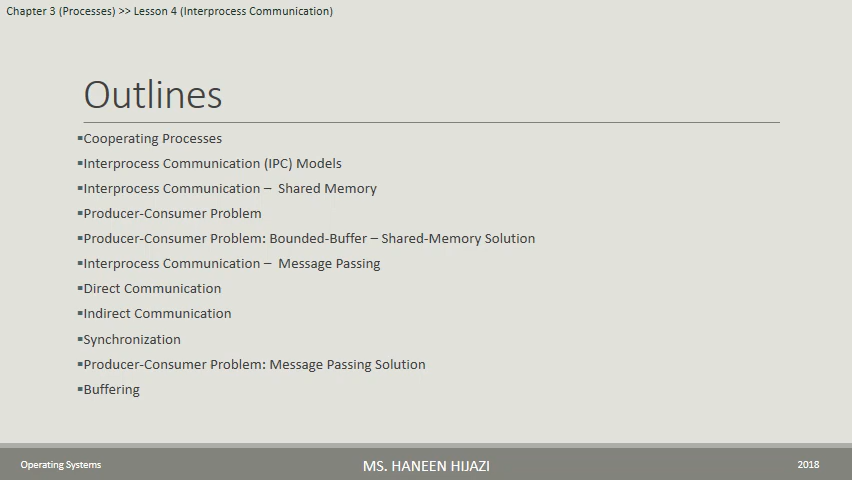 Chapter 3 (Processes) >> Lesson 4 (Interprocess Communication)
Outlines
▪Cooperating Processes
▪Interprocess Communication (IPC) Models
▪Interprocess Communication – Shared Memory
▪Producer-Consumer Problem
▪Producer-Consumer Problem: Bounded-Buffer – Shared-Memory Solution
▪Interprocess Communication – Message Passing
▪Direct Communication
▪Indirect Communication
▪Synchronization
▪Producer-Consumer Problem: Message Passing Solution
▪Buffering
Operating Systems MS. HANEEN HIJAZI 2018